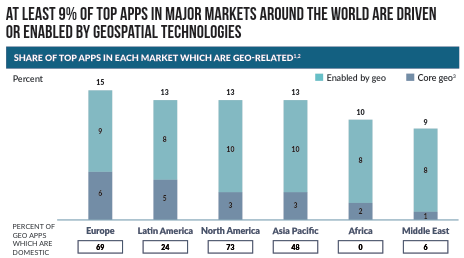 AT LEAST 9% OF TOP APPS IN MAJOR MARKETS AROUND THE WORLD ARE DRIVEN
OR ENABLED BY GEOSPATIAL TECHNOLOGIES
SHARE OF TOP APPS IN EACH MARKET WHICH ARE GEO-RELATED¹,²
Percent
Enabled by geo
Core geo³
15 13 13 13 10 9
9 8 10 10 8 8
6 5 3 3 2 1
Europe Latin America North America Asia Pacific Africa Middle East
PERCENT OF
GEO APPS
WHICH ARE
DOMESTIC
69 24 73 48 0 6